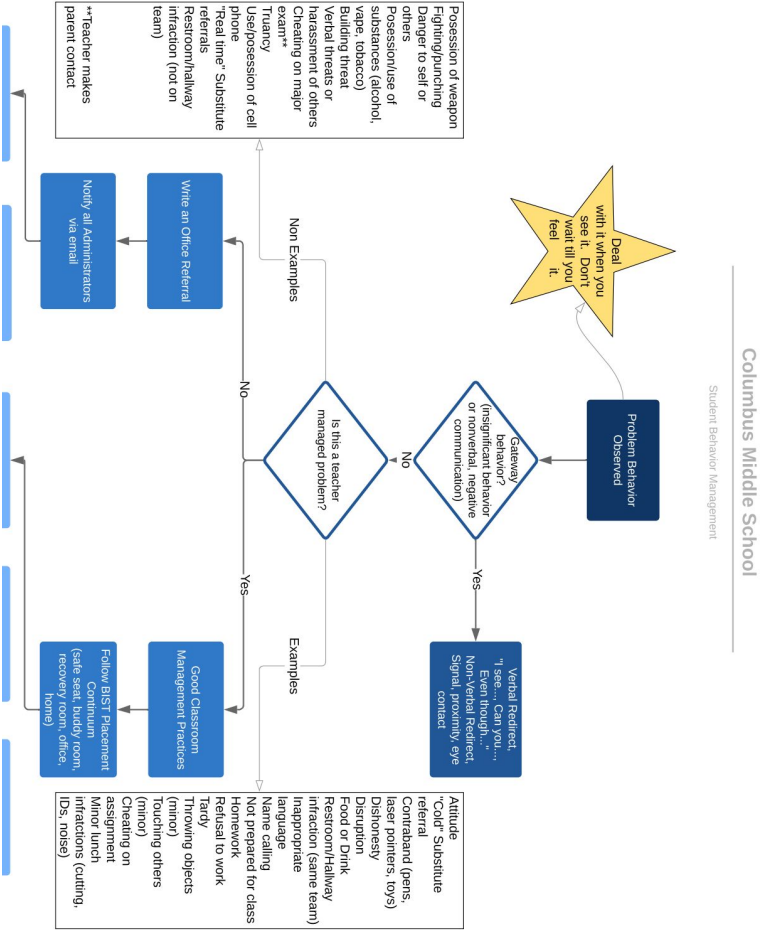 Columbus Middle School
Student Behavior Management
Problem Behavior
Observed
Deal
with it when you
see it. Don't
wait till you
feel it.
Gateway
behavior?
(insignificant behavior
or nonverbal, negative
communication)
Yes
Verbal Redirect,
"I see..., Can you...,
Even though..."
Non-Verbal Redirect,
Signal, proximity, eye
contact
No
Is this a teacher
managed problem?
Non Examples
Examples
Posession of weapon
Fighting/punching
Danger to self or
others
Posession/use of
substances (alcohol,
vape, tobacco)
Building threat
Verbal threats or
harassment of others
Cheating on major
exam**
Truancy
Use/posession of cell
phone
"Real time" Substitute
referrals
Restroom/hallway
infraction (not on
team)
**Teacher makes
parent contact
Attitude
"Cold" Substitute
referral
Contraband (pens,
laser pointers, toys)
Dishonesty
Disruption
Food or Drink
Restroom/Hallway
infraction (same team)
Inappropriate
language
Name calling
Not prepared for class
Homework
Refusal to work
Tardy
Throwing objects
(minor)
Touching others
(minor)
Cheating on
assignment
Minor lunch
infratctions (cutting,
IDs, noise)
No
Yes
Write an Office Referral
Notify all Administrators
via email
Good Classroom
Management Practices
Follow BIST Placement
Continuum
(safe seat, buddy room,
recovery room, office,
home)